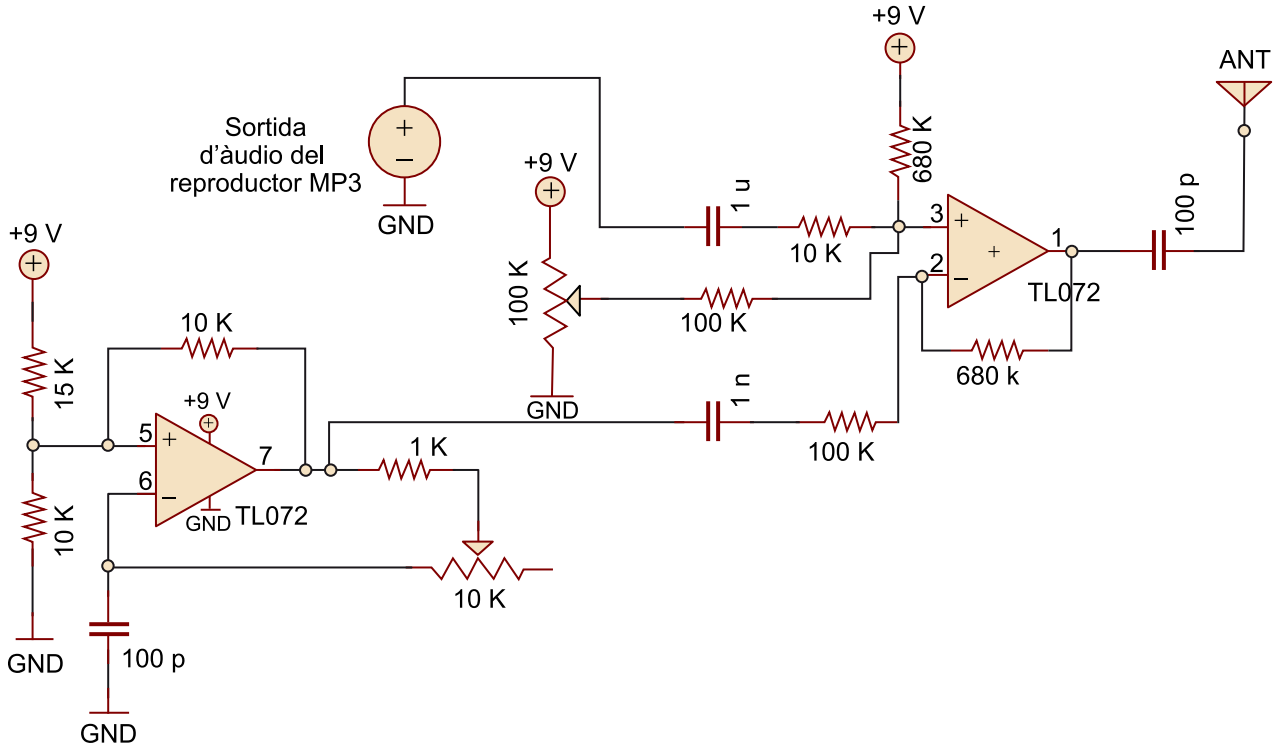 +9 V
ANT
Sortida
d'àudio del
reproductor MP3
+
−
GND
+9 V
680 K
1 u
10 K
3
+
+
1
2
−
TL072
100 p
100 K
100 K
GND
680 k
+9 V
15 K
10 K
+9 V
5
+
7
6
−
GND
TL072
1 K
1 n
100 K
10 K
10 K
GND
100 p
GND